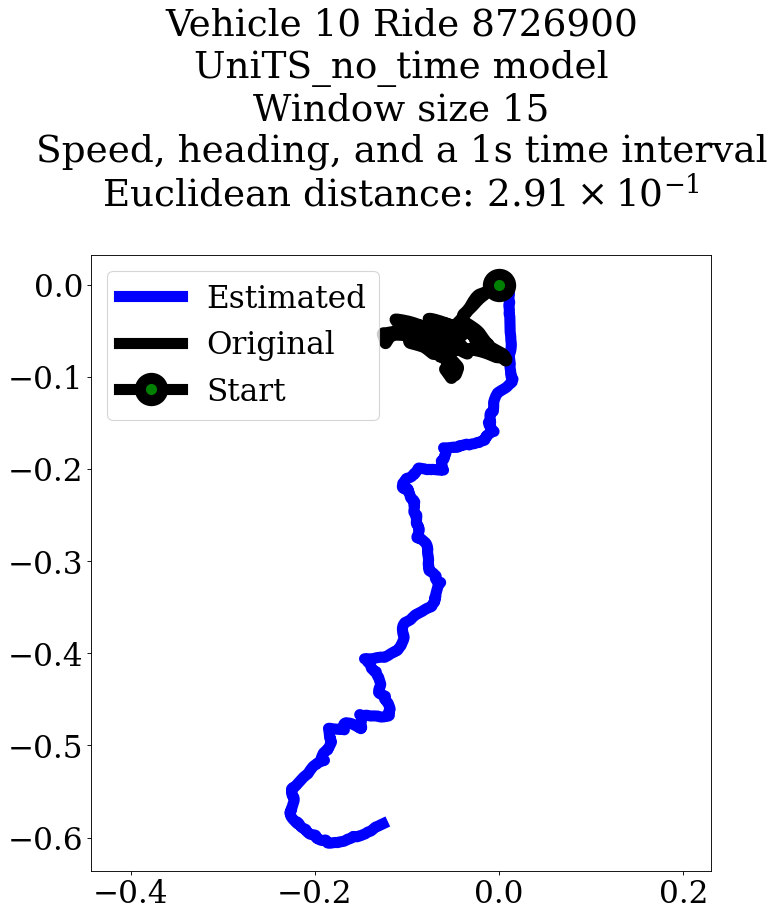 Vehicle 10 Ride 8726900
UniTS_no_time model
Window size 15
Speed, heading, and a 1s time interval
Euclidean distance: 2.91 × 10⁻¹
Estimated
Original
Start
0.0
−0.1
−0.2
−0.3
−0.4
−0.5
−0.6
−0.4
−0.2
0.0
0.2